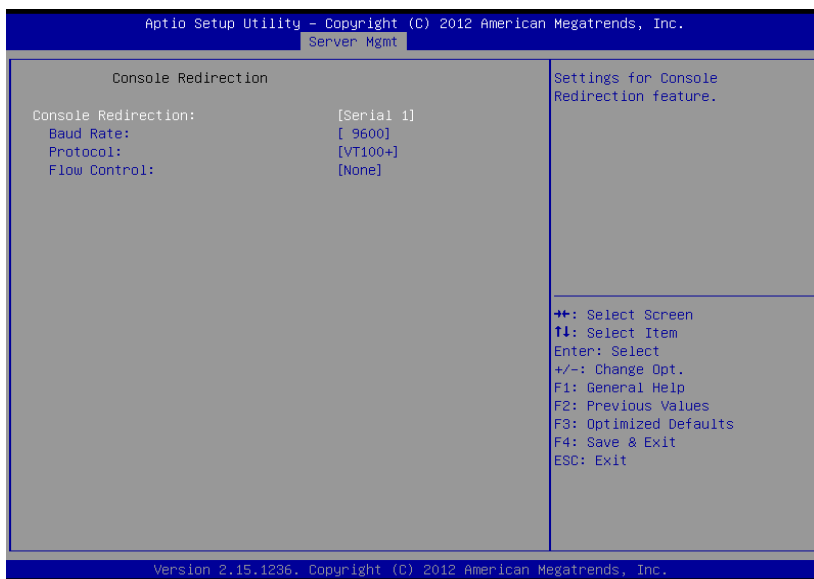 Aptio Setup Utility – Copyright (C) 2012 American Megatrends, Inc.
Server Mgmt
Console Redirection
Console Redirection: [Serial 1]
Baud Rate: [ 9600]
Protocol: [VT100+]
Flow Control: [None]
Settings for Console
Redirection feature.
→←: Select Screen
↑↓: Select Item
Enter: Select
+/-: Change Opt.
F1: General Help
F2: Previous Values
F3: Optimized Defaults
F4: Save & Exit
ESC: Exit
Version 2.15.1236. Copyright (C) 2012 American Megatrends, Inc.